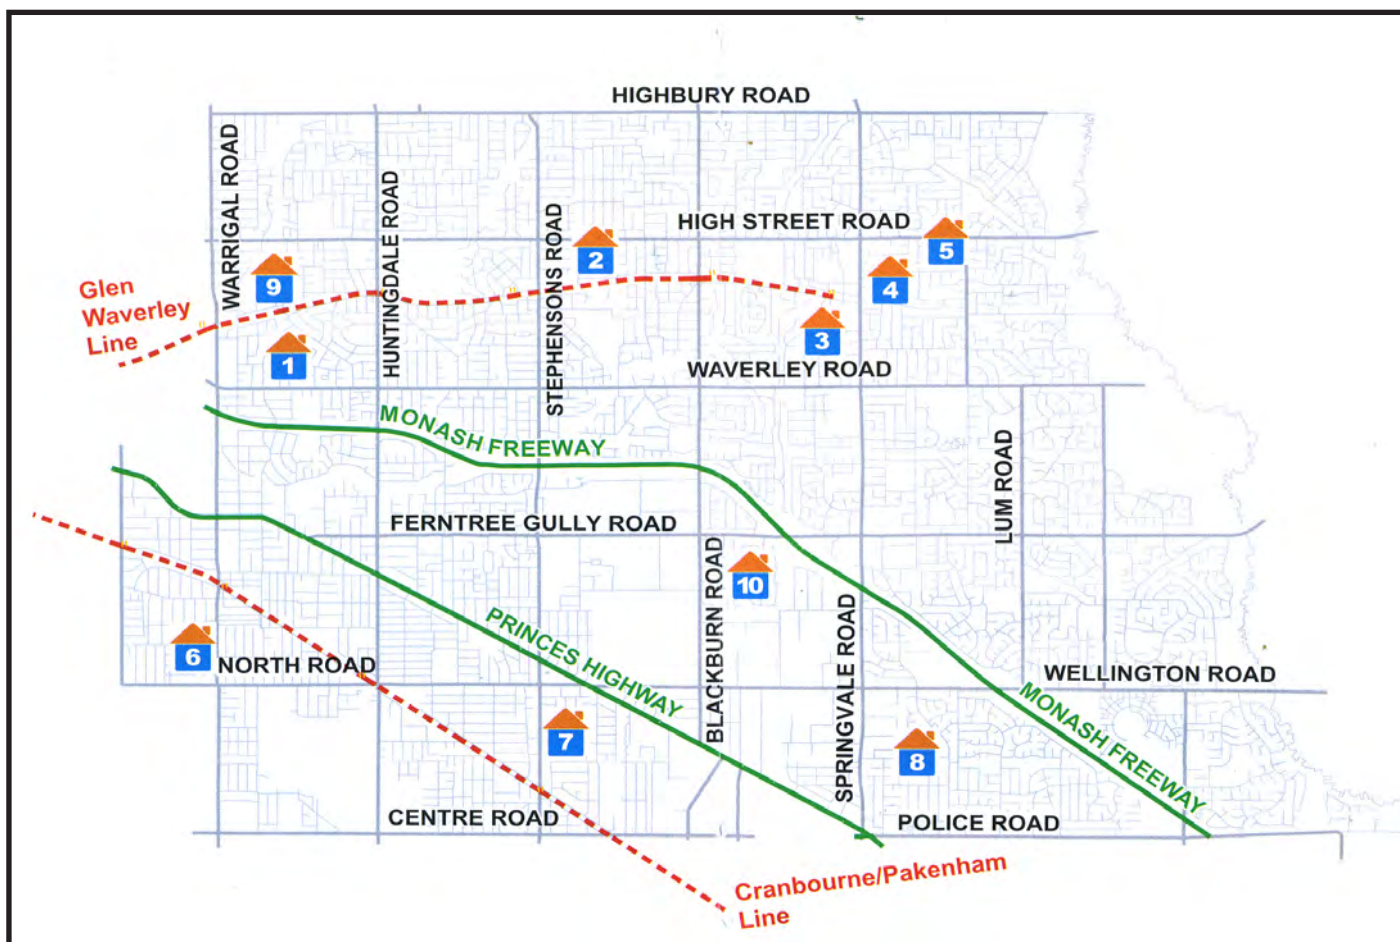 HIGHBURY ROAD
WARRIGAL ROAD
HUNTINGDALE ROAD
STEPHENSONS ROAD
HIGH STREET ROAD
5
2
9
4
Glen
Waverley
Line
3
1
WAVERLEY ROAD
MONASH FREEWAY
LUM ROAD
FERNTREE GULLY ROAD
BLACKBURN ROAD
10
SPRINGVALE ROAD
PRINCES HIGHWAY
6
NORTH ROAD
WELLINGTON ROAD
MONASH FREEWAY
7
8
CENTRE ROAD
POLICE ROAD
Cranbourne/Pakenham
Line